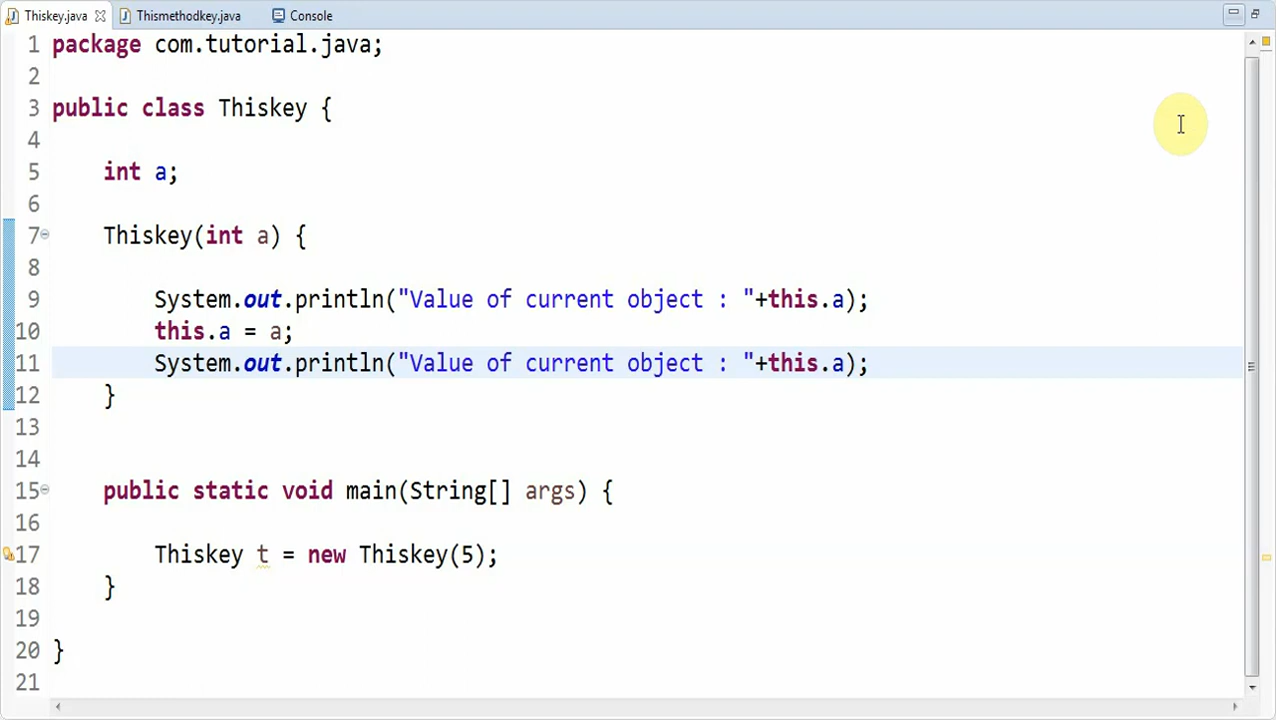 Thiskey.java Thismethodkey.java Console
1 package com.tutorial.java;
2
3 public class Thiskey {
4
5 int a;
6
7 Thiskey(int a) {
8
9 System.out.println("Value of current object : "+this.a);
10 this.a = a;
11 System.out.println("Value of current object : "+this.a);
12 }
13
14
15 public static void main(String[] args) {
16
17 Thiskey t = new Thiskey(5);
18 }
19
20 }
21